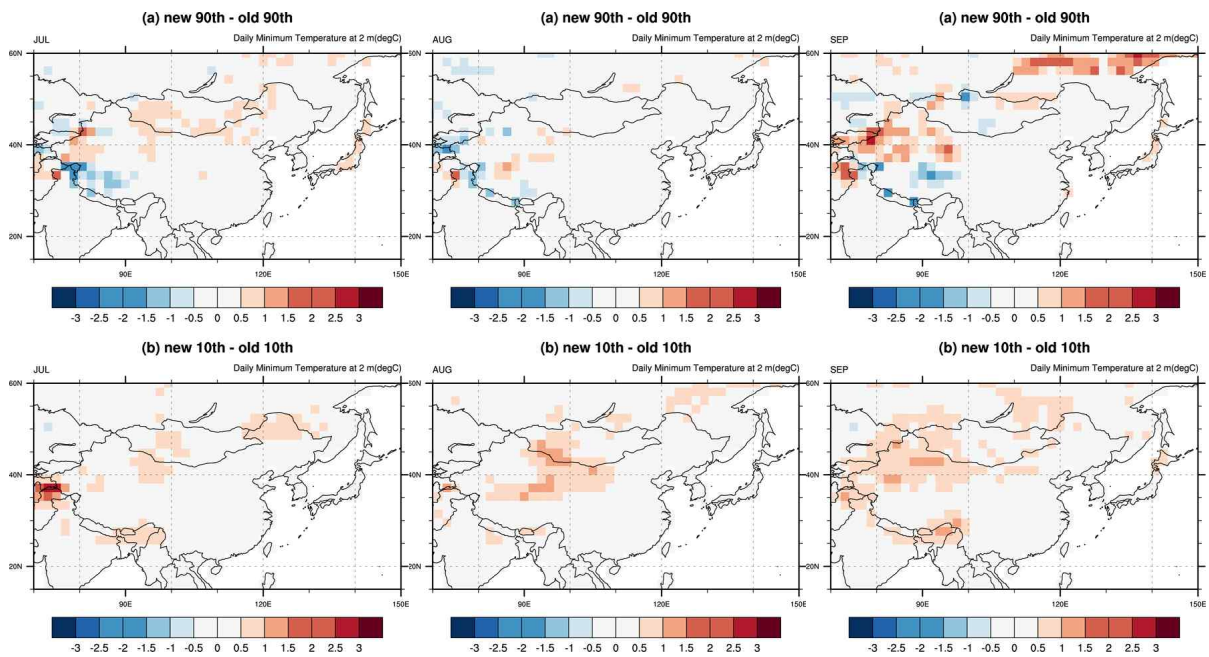 (a) new 90th - old 90th
JUL
Daily Minimum Temperature at 2 m(degC)
60N
40N
20N
90E
120E
150E
-3 -2.5 -2 -1.5 -1 -0.5 0 0.5 1 1.5 2 2.5 3
(a) new 90th - old 90th
AUG
Daily Minimum Temperature at 2 m(degC)
60N
40N
20N
90E
120E
150E
-3 -2.5 -2 -1.5 -1 -0.5 0 0.5 1 1.5 2 2.5 3
(a) new 90th - old 90th
SEP
Daily Minimum Temperature at 2 m(degC)
60N
40N
20N
90E
120E
150E
-3 -2.5 -2 -1.5 -1 -0.5 0 0.5 1 1.5 2 2.5 3
(b) new 10th - old 10th
JUL
Daily Minimum Temperature at 2 m(degC)
60N
40N
20N
90E
120E
150E
-3 -2.5 -2 -1.5 -1 -0.5 0 0.5 1 1.5 2 2.5 3
(b) new 10th - old 10th
AUG
Daily Minimum Temperature at 2 m(degC)
60N
40N
20N
90E
120E
150E
-3 -2.5 -2 -1.5 -1 -0.5 0 0.5 1 1.5 2 2.5 3
(b) new 10th - old 10th
SEP
Daily Minimum Temperature at 2 m(degC)
60N
40N
20N
90E
120E
150E
-3 -2.5 -2 -1.5 -1 -0.5 0 0.5 1 1.5 2 2.5 3